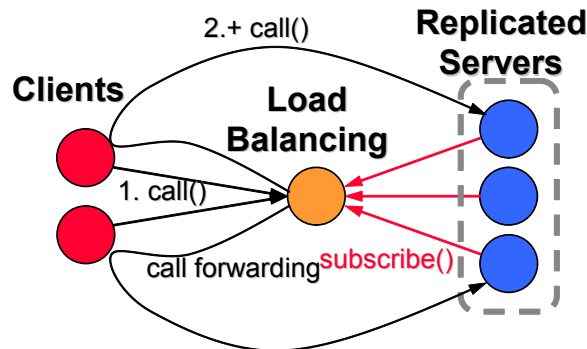 2.+ call()
Replicated
Servers
Clients
Load
Balancing
1. call()
call forwarding
subscribe()